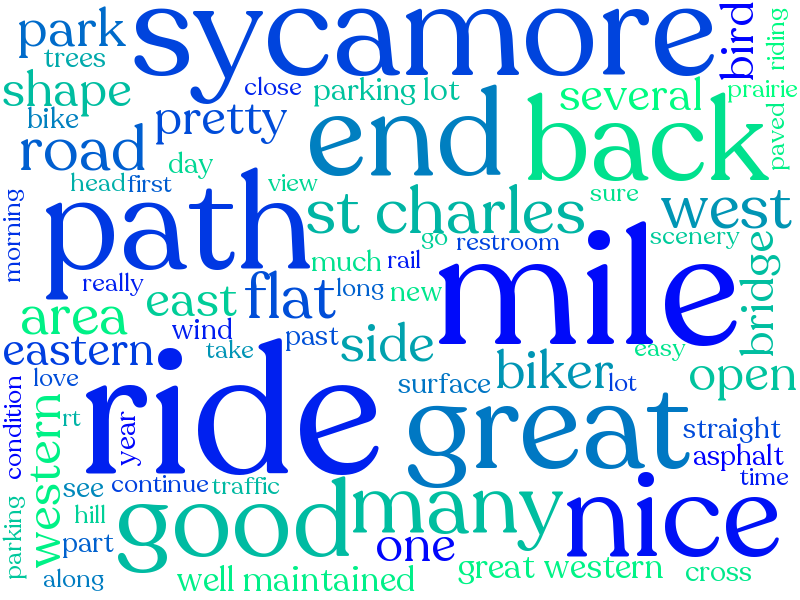 sycamore
park
bird
riding
trees
shape
close
parking lot
several
prairie
bike
pretty
end
back
paved
road
day
head
first
view
st charles
sure
west
morning
path
go
restroom
scenery
much
rail
mile
bridge
really
east
flat
long
new
area
wind
past
side
eastern
take
easy
biker
open
love
surface
lot
condition
ride
great
rt
year
western
straight
asphalt
see
continue
traffic
time
good
many
nice
hill
parking
part
one
along
well maintained
great western
cross